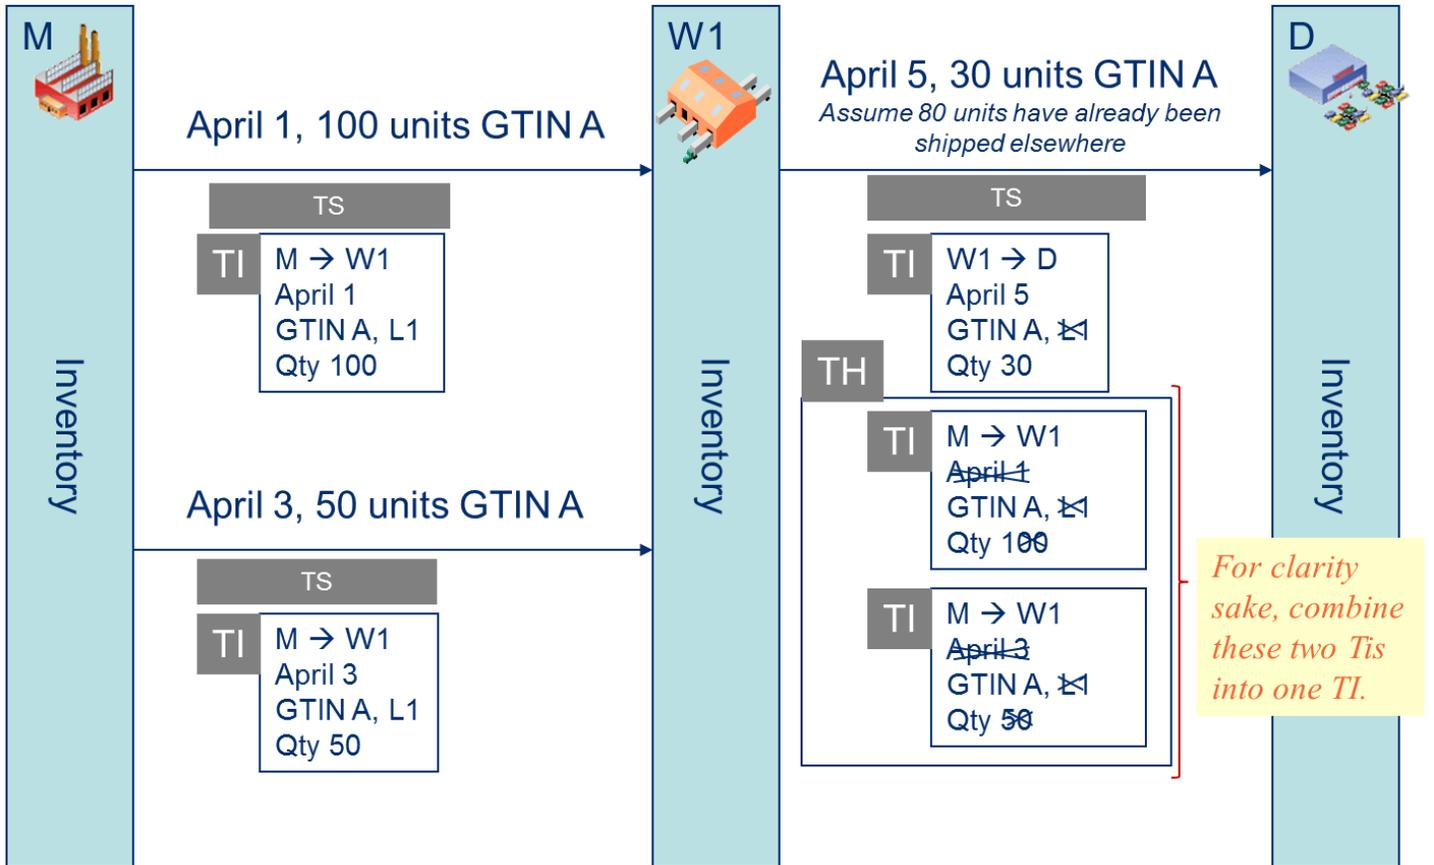 M
W1
D
April 1, 100 units GTIN A
April 5, 30 units GTIN A
Assume 80 units have already been
shipped elsewhere
TS
TI
M → W1
April 1
GTIN A, L1
Qty 100
TS
TI
W1 → D
April 5
GTIN A, L1
Qty 30
TH
TI
M → W1
April 1
GTIN A, L1
Qty 100
TI
M → W1
April 3
GTIN A, L1
Qty 50
April 3, 50 units GTIN A
TS
TI
M → W1
April 3
GTIN A, L1
Qty 50
Inventory
Inventory
Inventory
For clarity
sake, combine
these two Tis
into one TI.